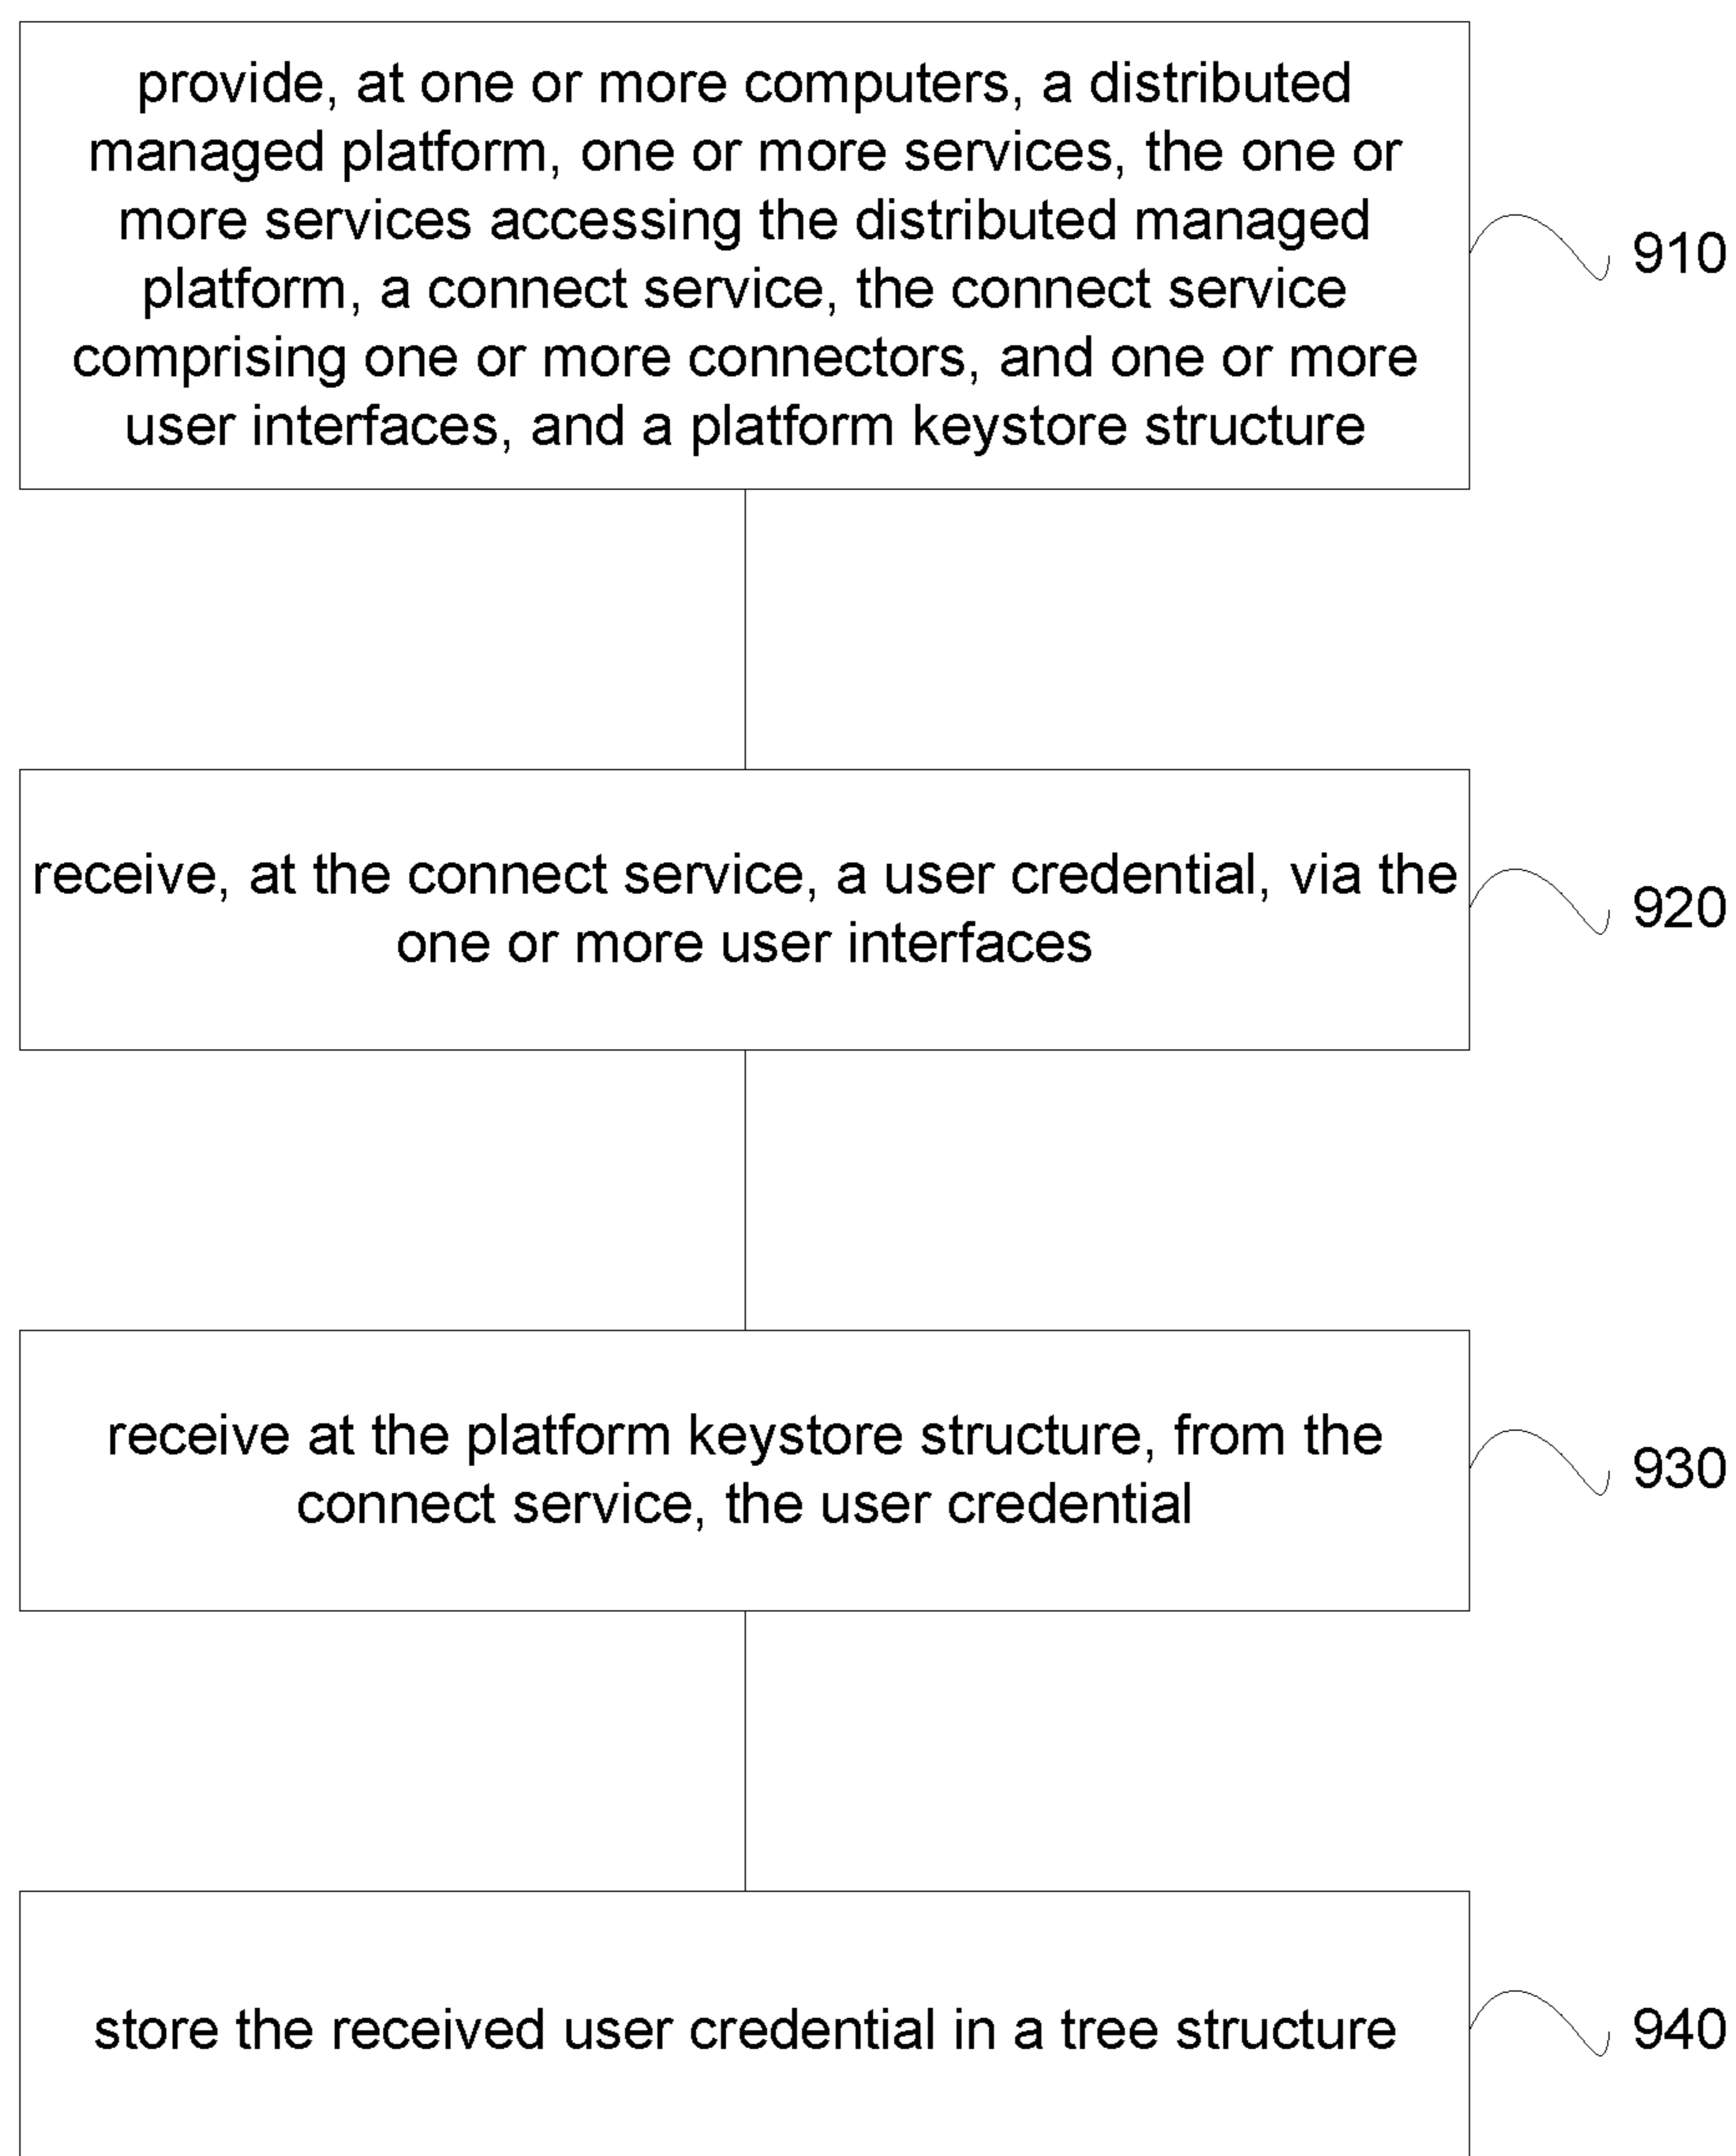 provide, at one or more computers, a distributed
managed platform, one or more services, the one or
more services accessing the distributed managed
platform, a connect service, the connect service
comprising one or more connectors, and one or more
user interfaces, and a platform keystore structure
910
receive, at the connect service, a user credential, via the
one or more user interfaces
920
receive at the platform keystore structure, from the
connect service, the user credential
930
store the received user credential in a tree structure
940